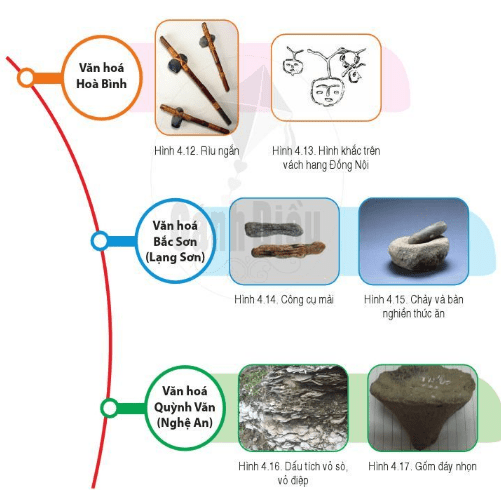 Văn hoá
Hoà Bình
Hình 4.12. Rìu ngắn
Hình 4.13. Hình khắc trên
vách hang Đồng Nội
Văn hoá
Bắc Sơn
(Lạng Sơn)
Cánh Diều
Hình 4.14. Công cụ mài
Hình 4.15. Chày và bàn
nghiền thức ăn
Văn hoá
Quỳnh Văn
(Nghệ An)
Hình 4.16. Dấu tích vỏ sò,
vỏ điệp
Hình 4.17. Gốm đáy nhọn